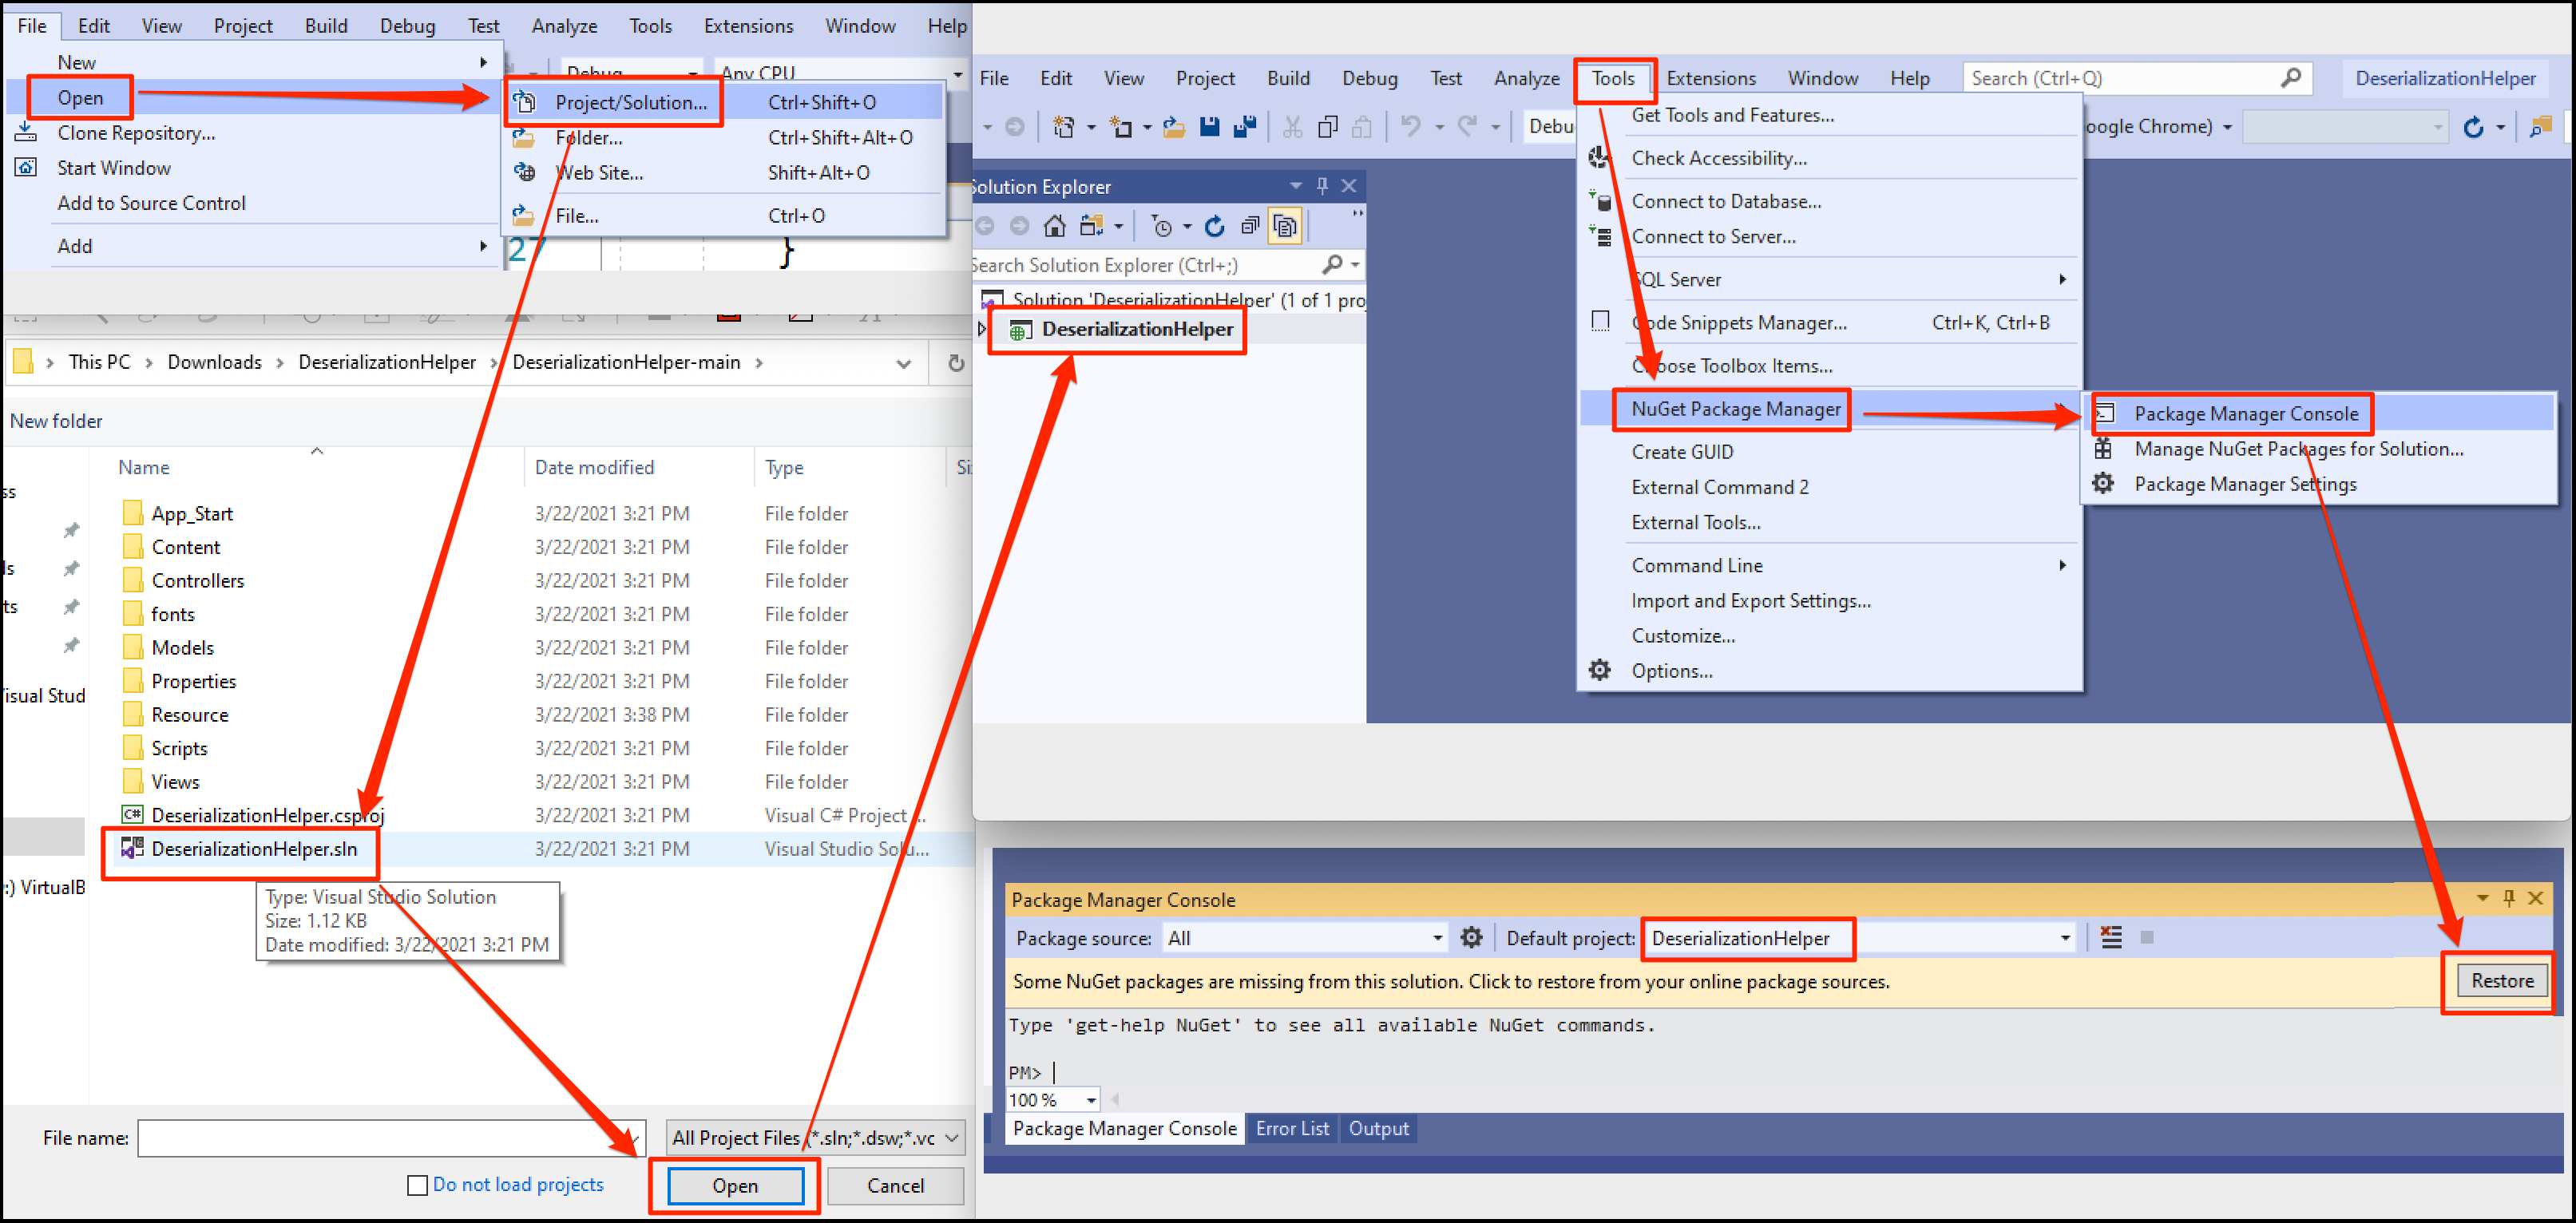 File Edit View Project Build Debug Test Analyze Tools Extensions Window Help
New
Debug Any CPU
Open
Project/Solution... Ctrl+Shift+O
Clone Repository...
Folder... Ctrl+Shift+Alt+O
Start Window
Web Site... Shift+Alt+O
Add to Source Control
File... Ctrl+O
Add
27 }
This PC Downloads DeserializationHelper DeserializationHelper-main
New folder
Name Date modified Type
App_Start 3/22/2021 3:21 PM File folder
Content 3/22/2021 3:21 PM File folder
Controllers 3/22/2021 3:21 PM File folder
fonts 3/22/2021 3:21 PM File folder
Models 3/22/2021 3:21 PM File folder
Properties 3/22/2021 3:21 PM File folder
isual Stud
Resource 3/22/2021 3:38 PM File folder
Scripts 3/22/2021 3:21 PM File folder
Views 3/22/2021 3:21 PM File folder
DeserializationHelper.csproj 3/22/2021 3:21 PM Visual C# Project ...
DeserializationHelper.sln 3/22/2021 3:21 PM Visual Studio Solu...
:) VirtualB
Type: Visual Studio Solution
Size: 1.12 KB
Date modified: 3/22/2021 3:21 PM
File name: All Project Files (*.sln;*.dsw;*.vc
Do not load projects Open Cancel
File Edit View Project Build Debug Test Analyze Tools Extensions Window Help Search (Ctrl+Q) DeserializationHelper
Debu oogle Chrome)
Solution Explorer
Search Solution Explorer (Ctrl+;)
Solution 'DeserializationHelper' (1 of 1 pro
DeserializationHelper
Get Tools and Features...
Check Accessibility...
Connect to Database...
Connect to Server...
SQL Server
Code Snippets Manager... Ctrl+K, Ctrl+B
Choose Toolbox Items...
NuGet Package Manager
Create GUID
External Command 2
External Tools...
Command Line
Import and Export Settings...
Customize...
Options...
Package Manager Console
Manage NuGet Packages for Solution...
Package Manager Settings
Package Manager Console
Package source: All Default project: DeserializationHelper
Some NuGet packages are missing from this solution. Click to restore from your online package sources. Restore
Type 'get-help NuGet' to see all available NuGet commands.
PM>
100 %
Package Manager Console Error List Output